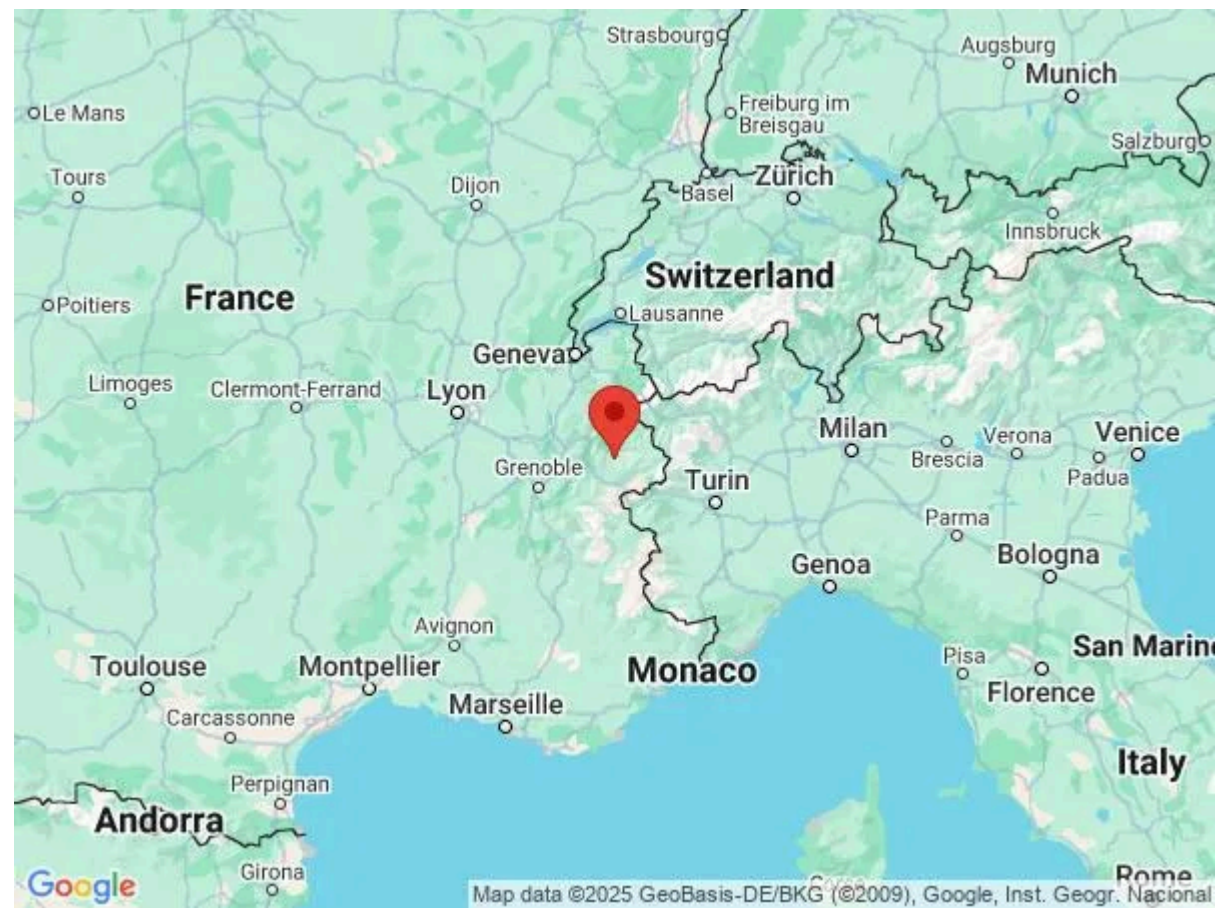 Strasbourg
Augsburg
Munich
Le Mans
Freiburg im
Breisgau
Salzburg
Tours
Dijon
Basel
Zürich
Innsbruck
Switzerland
France
Poitiers
Lausanne
Geneva
Limoges
Clermont-Ferrand
Lyon
Milan
Verona
Venice
Brescia
Padua
Grenoble
Turin
Parma
Bologna
Genoa
Avignon
San Marino
Toulouse
Montpellier
Monaco
Pisa
Florence
Marseille
Carcassonne
Italy
Perpignan
Andorra
Girona
Rome
Google
Map data ©2025 GeoBasis-DE/BKG (©2009), Google, Inst. Geogr. Nacional